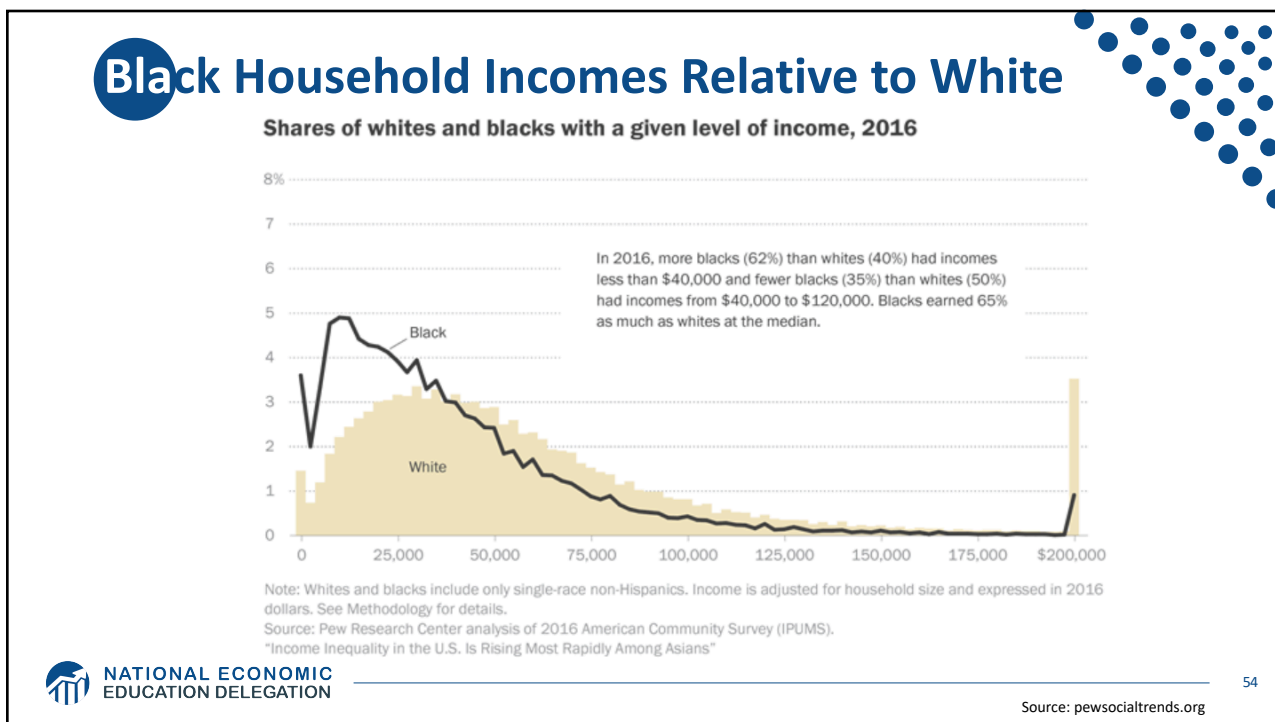 Black Household Incomes Relative to White
Shares of whites and blacks with a given level of income, 2016
8%
7
6
5
4
3
2
1
0
In 2016, more blacks (62%) than whites (40%) had incomes
less than $40,000 and fewer blacks (35%) than whites (50%)
had incomes from $40,000 to $120,000. Blacks earned 65%
as much as whites at the median.
Black
White
0 25,000 50,000 75,000 100,000 125,000 150,000 175,000 $200,000
Note: Whites and blacks include only single-race non-Hispanics. Income is adjusted for household size and expressed in 2016
dollars. See Methodology for details.
Source: Pew Research Center analysis of 2016 American Community Survey (IPUMS).
“Income Inequality in the U.S. Is Rising Most Rapidly Among Asians”
NATIONAL ECONOMIC
EDUCATION DELEGATION
54
Source: pewsocialtrends.org